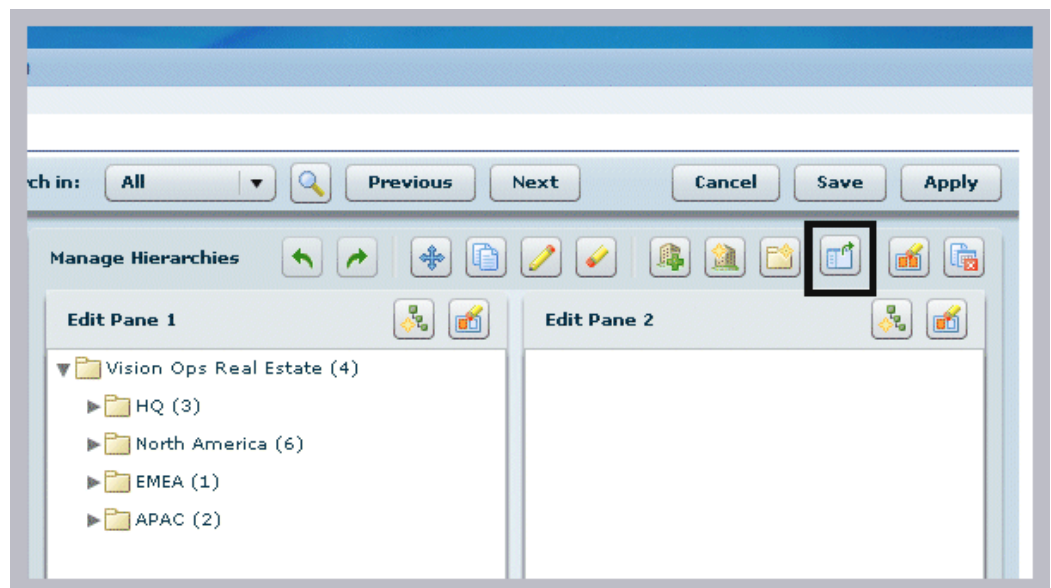 ch in: All Previous Next Cancel Save Apply
Manage Hierarchies
Edit Pane 1 Edit Pane 2
Vision Ops Real Estate (4)
HQ (3)
North America (6)
EMEA (1)
APAC (2)